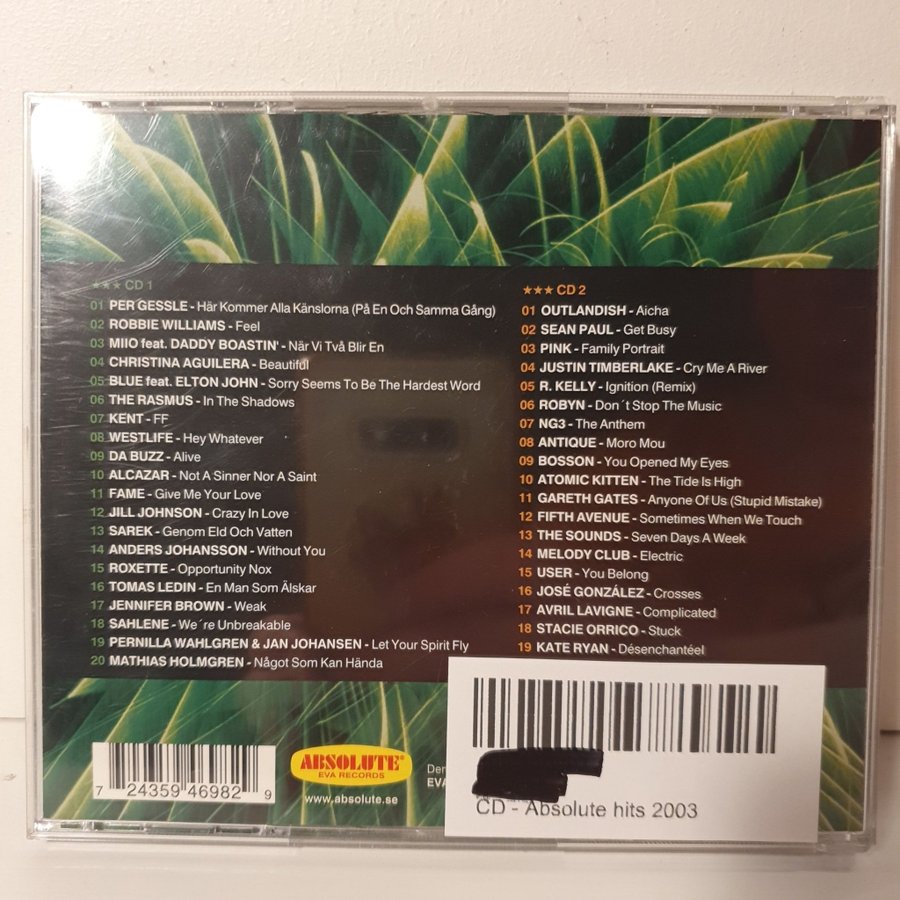 ★★★ CD 1
01 PER GESSLE - Här Kommer Alla Känslorna (På En Och Samma Gång)
02 ROBBIE WILLIAMS - Feel
03 MIIO feat. DADDY BOASTIN' - När Vi Två Blir En
04 CHRISTINA AGUILERA - Beautiful
05 BLUE feat. ELTON JOHN - Sorry Seems To Be The Hardest Word
06 THE RASMUS - In The Shadows
07 KENT - FF
08 WESTLIFE - Hey Whatever
09 DA BUZZ - Alive
10 ALCAZAR - Not A Sinner Nor A Saint
11 FAME - Give Me Your Love
12 JILL JOHNSON - Crazy In Love
13 SAREK - Genom Eld Och Vatten
14 ANDERS JOHANSSON - Without You
15 ROXETTE - Opportunity Nox
16 TOMAS LEDIN - En Man Som Älskar
17 JENNIFER BROWN - Weak
18 SAHLENE - We´re Unbreakable
19 PERNILLA WAHLGREN & JAN JOHANSEN - Let Your Spirit Fly
20 MATHIAS HOLMGREN - Något Som Kan Hända
★★★ CD 2
01 OUTLANDISH - Aicha
02 SEAN PAUL - Get Busy
03 PINK - Family Portrait
04 JUSTIN TIMBERLAKE - Cry Me A River
05 R. KELLY - Ignition (Remix)
06 ROBYN - Don´t Stop The Music
07 NG3 - The Anthem
08 ANTIQUE - Moro Mou
09 BOSSON - You Opened My Eyes
10 ATOMIC KITTEN - The Tide Is High
11 GARETH GATES - Anyone Of Us (Stupid Mistake)
12 FIFTH AVENUE - Sometimes When We Touch
13 THE SOUNDS - Seven Days A Week
14 MELODY CLUB - Electric
15 USER - You Belong
16 JOSÉ GONZÁLEZ - Crosses
17 AVRIL LAVIGNE - Complicated
18 STACIE ORRICO - Stuck
19 KATE RYAN - Désenchantéel
7 24359 46982 9
ABSOLUTE®
EVA RECORDS
www.absolute.se
EVA
CD - Absolute hits 2003